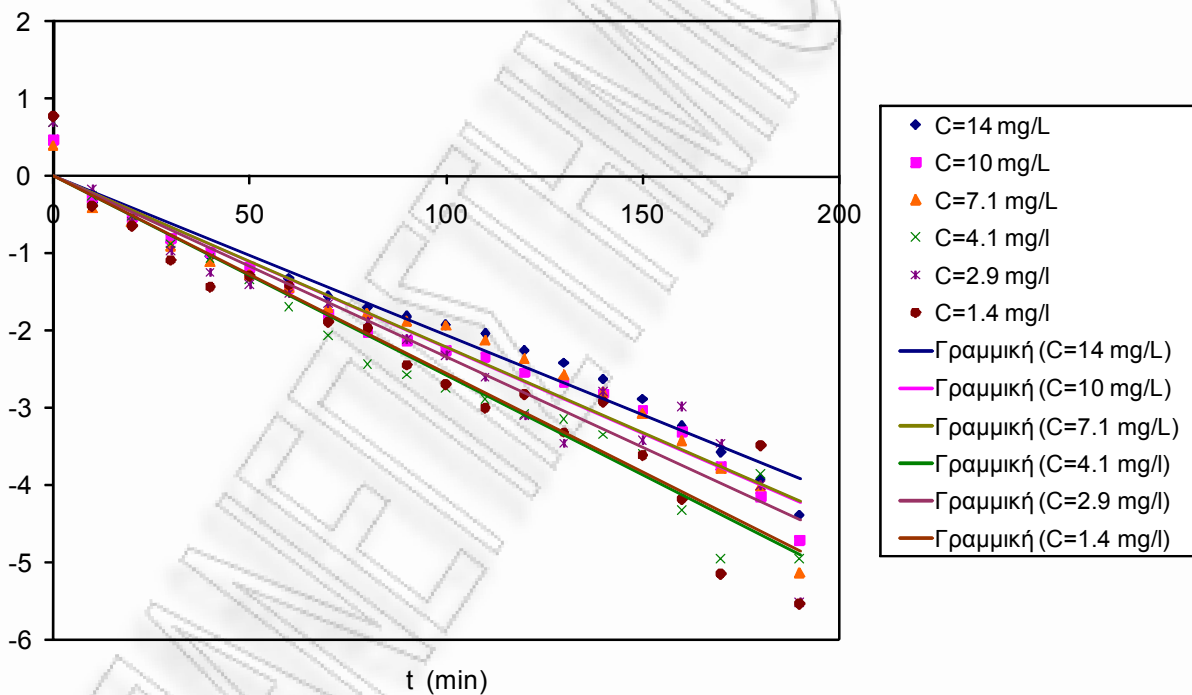 2
1
0
-1
-2
-3
-4
-5
-6
0 50 100 150 200
t (min)
C=14 mg/L
C=10 mg/L
C=7.1 mg/L
C=4.1 mg/l
C=2.9 mg/l
C=1.4 mg/l
Γραμμική (C=14 mg/L)
Γραμμική (C=10 mg/L)
Γραμμική (C=7.1 mg/L)
Γραμμική (C=4.1 mg/l)
Γραμμική (C=2.9 mg/l)
Γραμμική (C=1.4 mg/l)